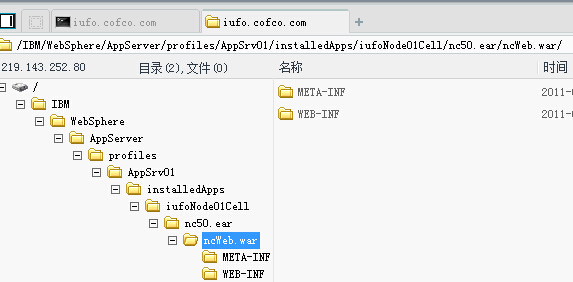 iufo.cofco.com
iufo.cofco.com
/IBM/WebSphere/AppServer/profiles/AppSrv01/installedApps/iufoNode01Cell/nc50.ear/ncWeb.war/
219.143.252.80 目录(2),文件(0) 名称 时间
/
IBM
WebSphere
AppServer
profiles
AppSrv01
installedApps
iufoNode01Cell
nc50.ear
ncWeb.war
META-INF
WEB-INF
META-INF 2011-0
WEB-INF 2011-0